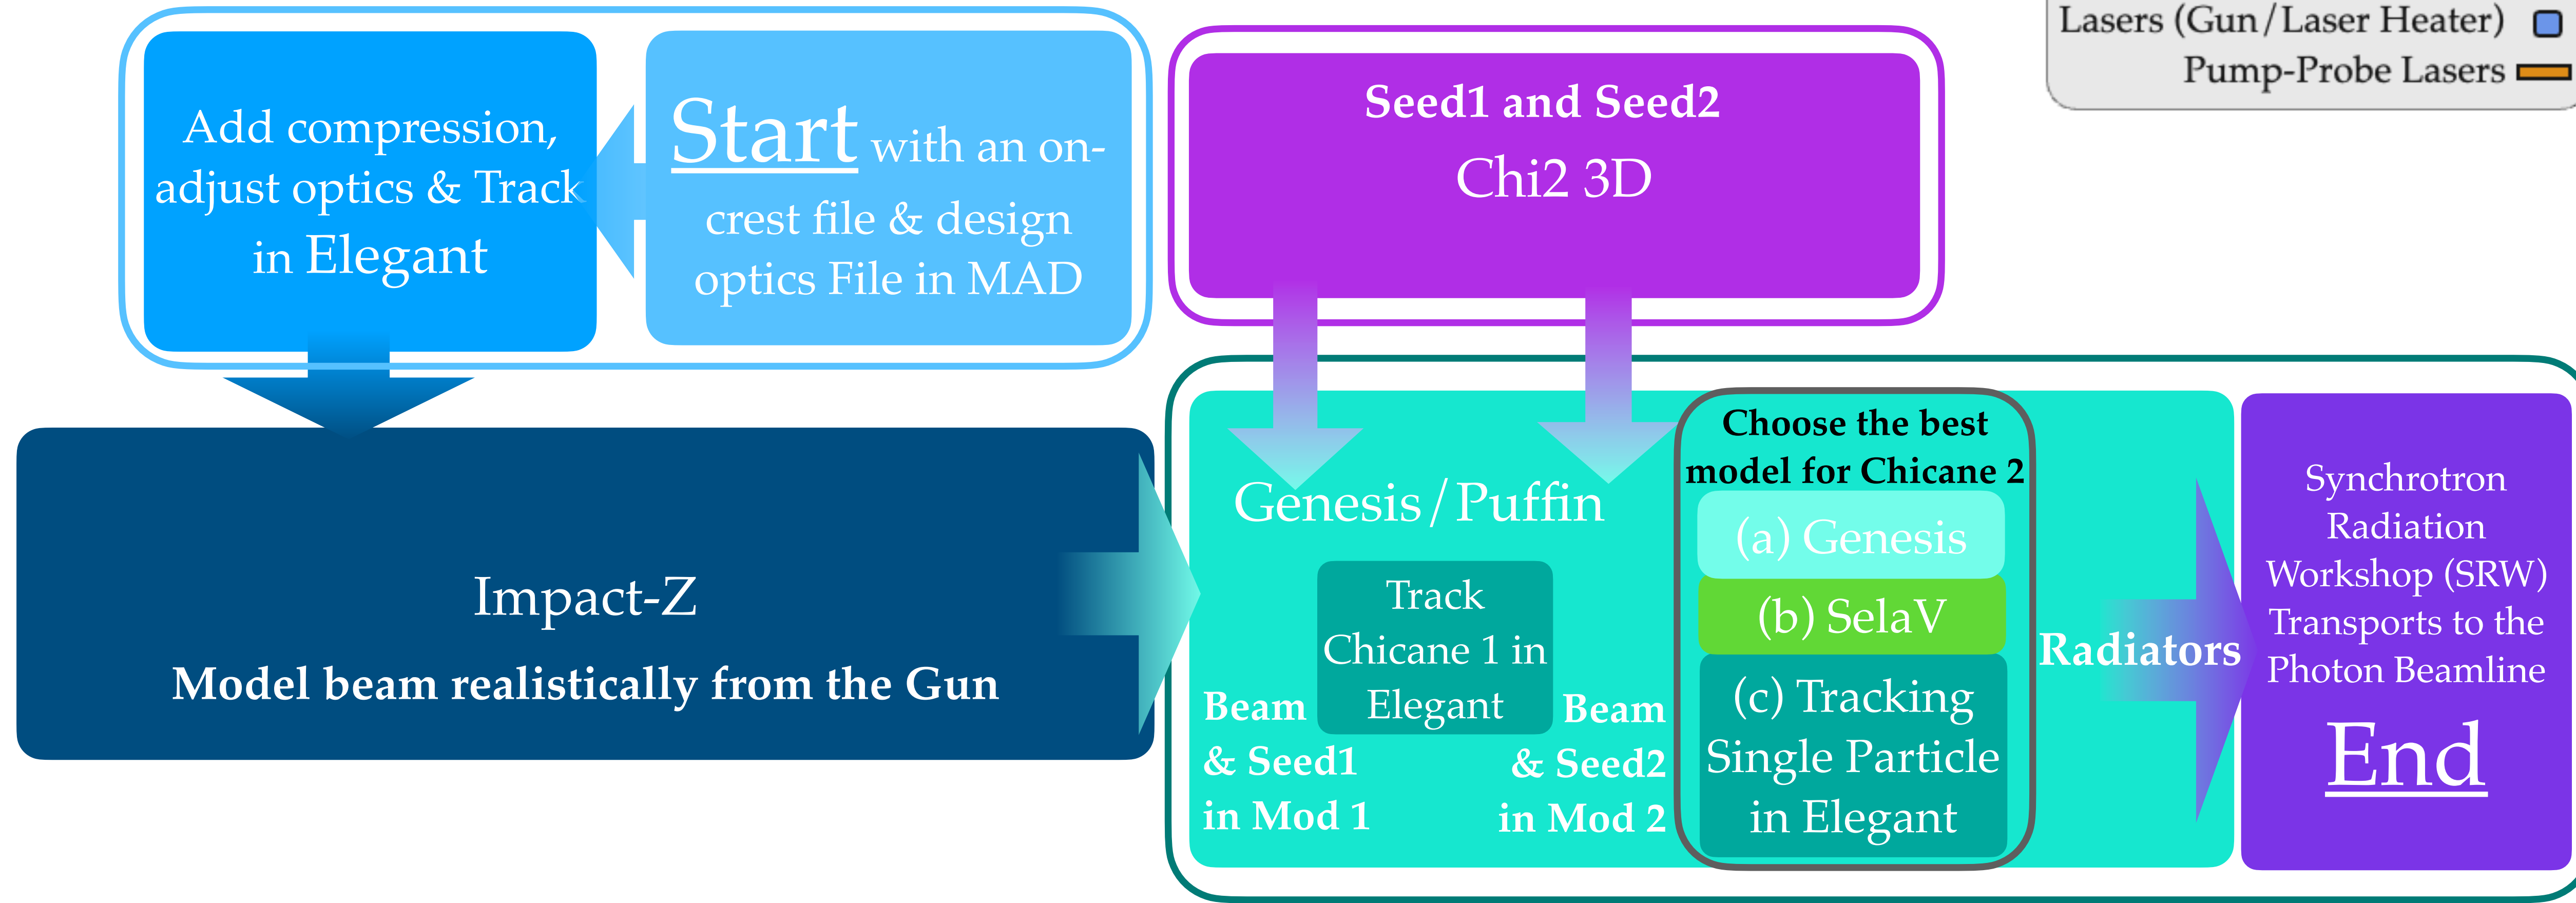 Lasers (Gun/Laser Heater)
Pump-Probe Lasers
Add compression,
adjust optics & Track
in Elegant
Start with an on-
crest file & design
optics File in MAD
Seed1 and Seed2
Chi2 3D
Impact-Z
Model beam realistically from the Gun
Genesis/Puffin
Beam
& Seed1
in Mod 1
Track
Chicane 1 in
Elegant
Beam
& Seed2
in Mod 2
Choose the best
model for Chicane 2
(a) Genesis
(b) SelaV
(c) Tracking
Single Particle
in Elegant
Radiators
Synchrotron
Radiation
Workshop (SRW)
Transports to the
Photon Beamline
End